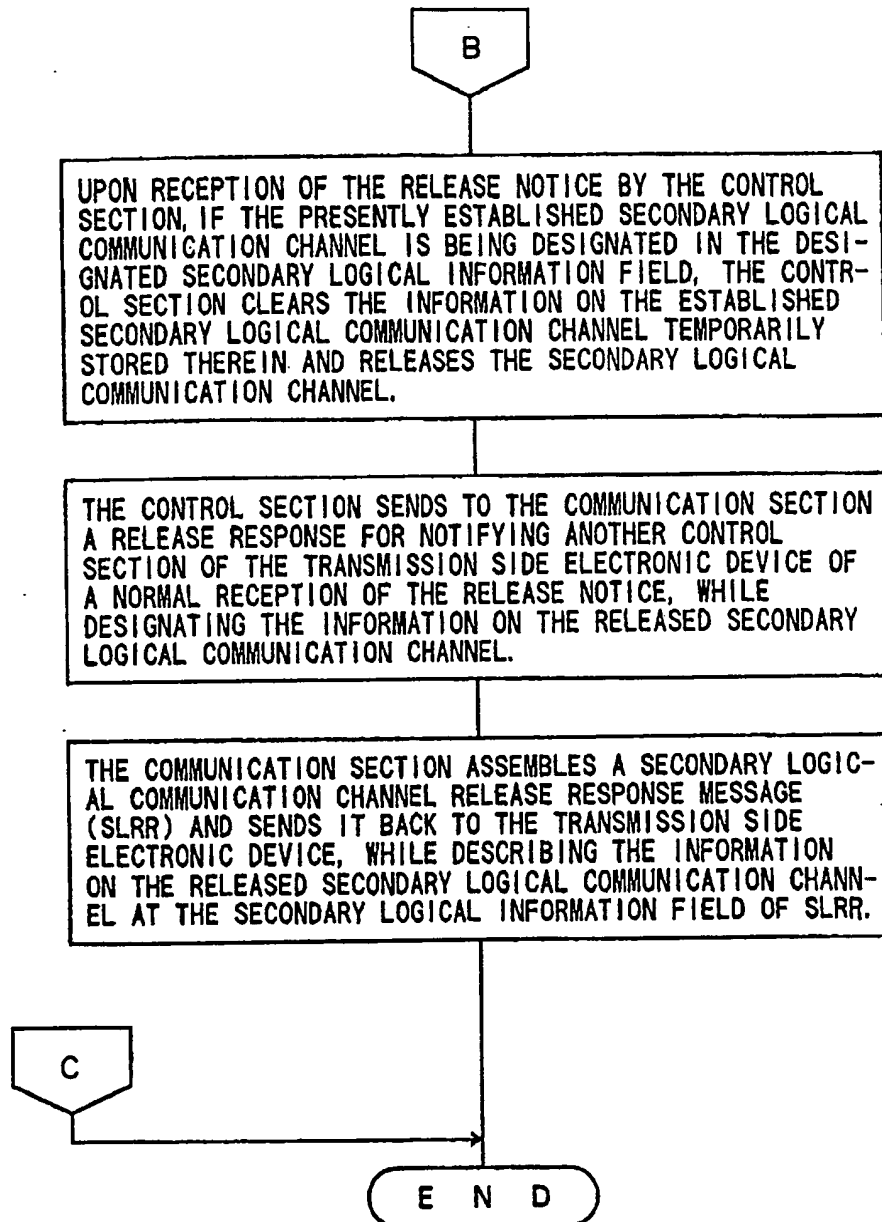 B
UPON RECEPTION OF THE RELEASE NOTICE BY THE CONTROL
SECTION, IF THE PRESENTLY ESTABLISHED SECONDARY LOGICAL
COMMUNICATION CHANNEL IS BEING DESIGNATED IN THE DESI-
GNATED SECONDARY LOGICAL INFORMATION FIELD, THE CONTR-
OL SECTION CLEARS THE INFORMATION ON THE ESTABLISHED
SECONDARY LOGICAL COMMUNICATION CHANNEL TEMPORARILY
STORED THEREIN AND RELEASES THE SECONDARY LOGICAL
COMMUNICATION CHANNEL.
THE CONTROL SECTION SENDS TO THE COMMUNICATION SECTION
A RELEASE RESPONSE FOR NOTIFYING ANOTHER CONTROL
SECTION OF THE TRANSMISSION SIDE ELECTRONIC DEVICE OF
A NORMAL RECEPTION OF THE RELEASE NOTICE, WHILE
DESIGNATING THE INFORMATION ON THE RELEASED SECONDARY
LOGICAL COMMUNICATION CHANNEL.
THE COMMUNICATION SECTION ASSEMBLES A SECONDARY LOGIC-
AL COMMUNICATION CHANNEL RELEASE RESPONSE MESSAGE
(SLRR) AND SENDS IT BACK TO THE TRANSMISSION SIDE
ELECTRONIC DEVICE, WHILE DESCRIBING THE INFORMATION
ON THE RELEASED SECONDARY LOGICAL COMMUNICATION CHANN-
EL AT THE SECONDARY LOGICAL INFORMATION FIELD OF SLRR.
C
E N D